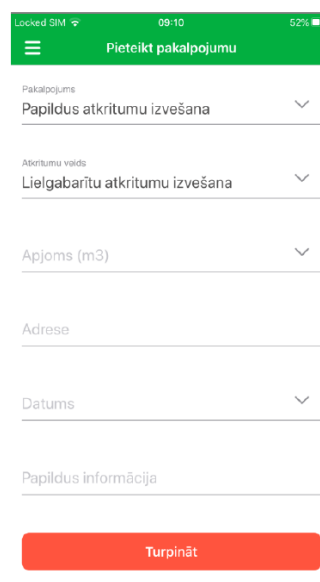 Locked SIM 09:10 52%
Pieteikt pakalpojumu
Pakalpojums
Papildus atkritumu izvešana
Atkritumu veids
Lielgabarītu atkritumu izvešana
Apjoms (m3)
Adrese
Datums
Papildus informācija
Turpināt